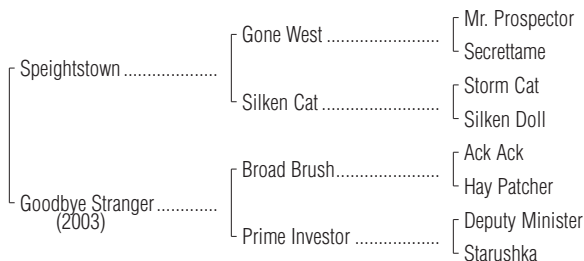 Mr. Prospector
Gone West
Secrettame
Speightstown
Storm Cat
Silken Cat
Silken Doll
Ack Ack
Broad Brush
Hay Patcher
Goodbye Stranger
(2003)
Deputy Minister
Prime Investor
Starushka